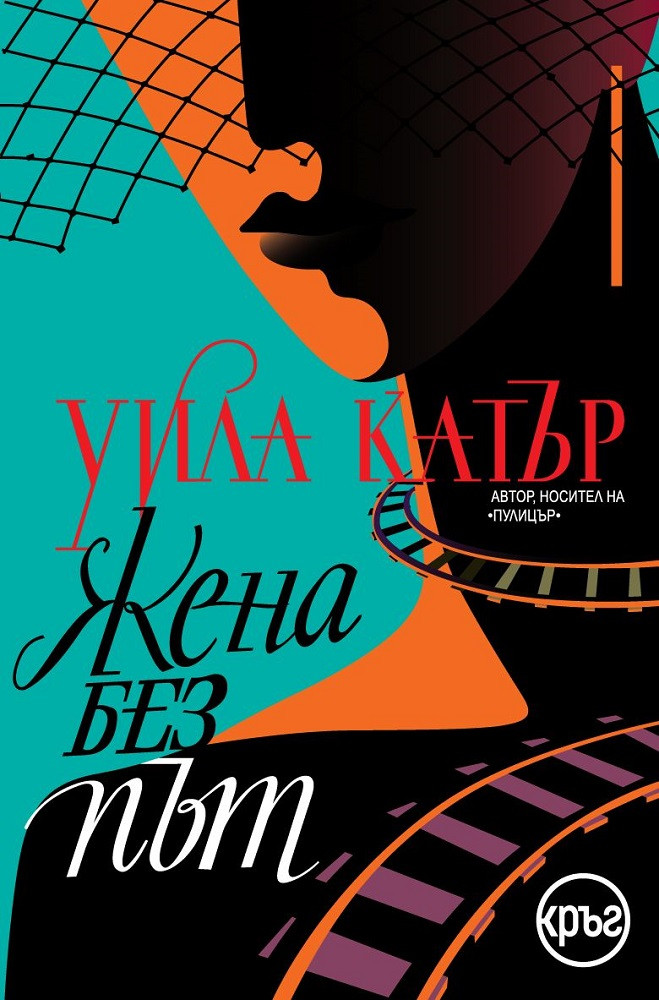 УИЛА КАТЪР
АВТОР, НОСИТЕЛ НА
•ПУЛИЦЪР•
Жена
БЕЗ
път
кръг